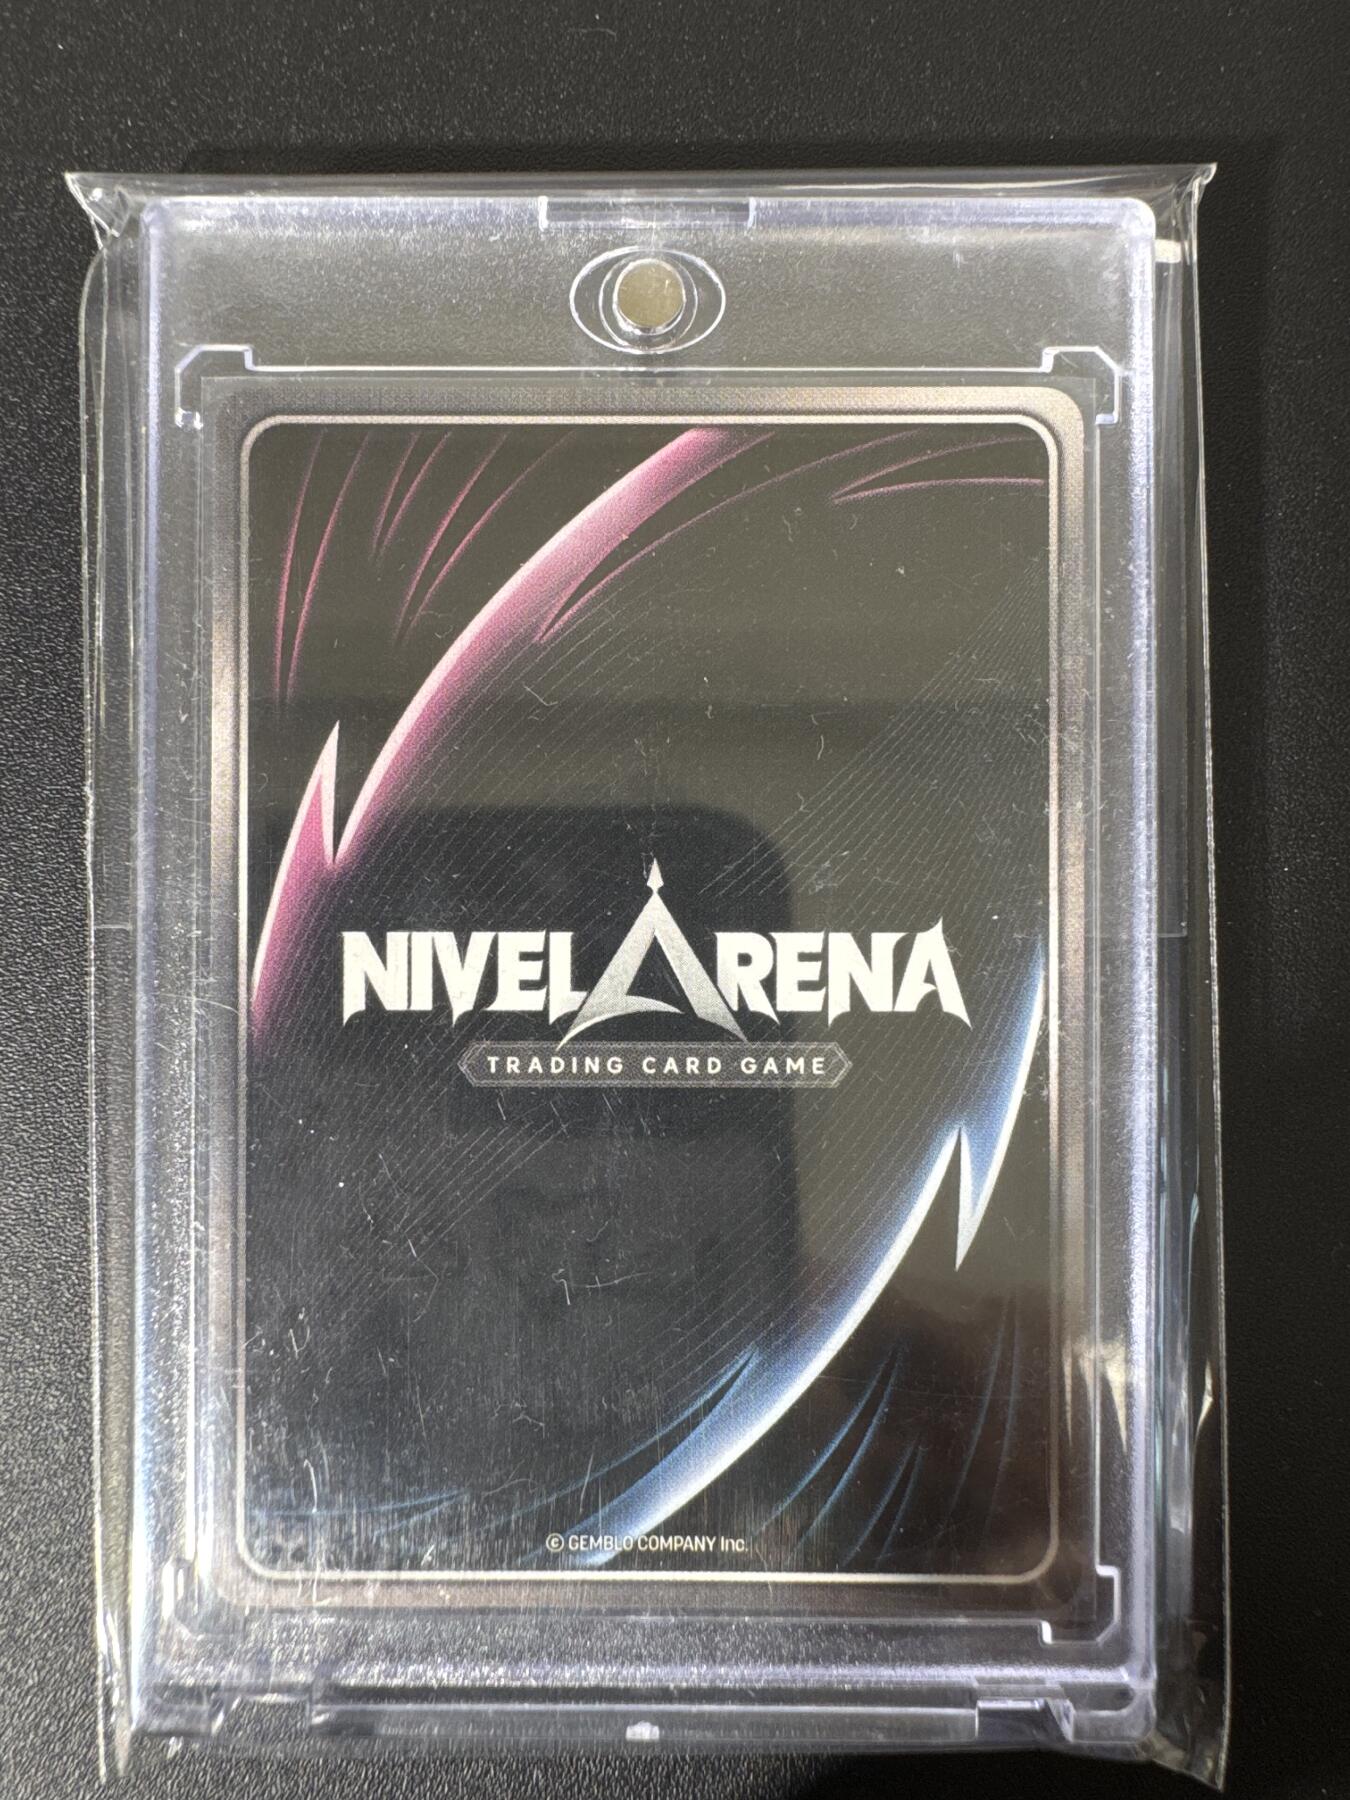 NIVEL ARENA
TRADING CARD GAME
© GEMBLO COMPANY Inc.